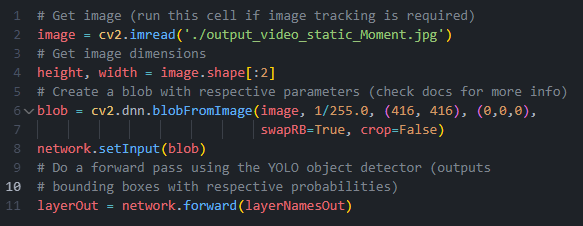 1 # Get image (run this cell if image tracking is required)
2 image = cv2.imread('./output_video_static_Moment.jpg')
3 # Get image dimensions
4 height, width = image.shape[:2]
5 # Create a blob with respective parameters (check docs for more info)
6 blob = cv2.dnn.blobFromImage(image, 1/255.0, (416, 416), (0,0,0),
7                              swapRB=True, crop=False)
8 network.setInput(blob)
9 # Do a forward pass using the YOLO object detector (outputs
10 # bounding boxes with respective probabilities)
11 layerOut = network.forward(layerNamesOut)